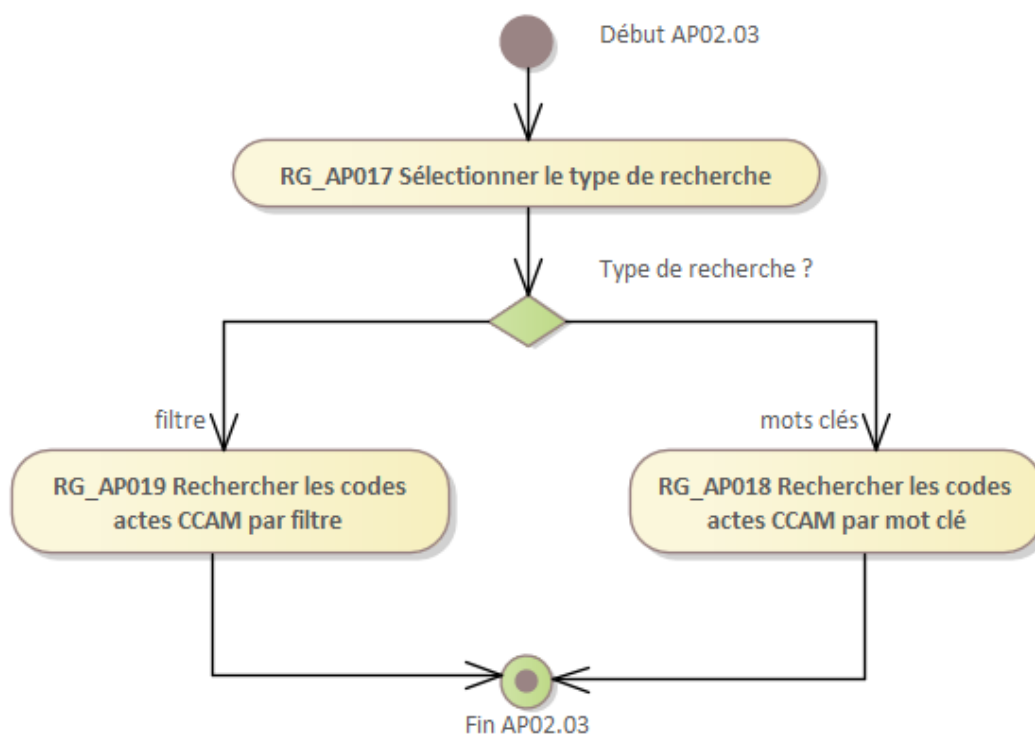 Début AP02.03
RG_AP017 Sélectionner le type de recherche
Type de recherche ?
filtre
mots clés
RG_AP019 Rechercher les codes
actes CCAM par filtre
RG_AP018 Rechercher les codes
actes CCAM par mot clé
Fin AP02.03